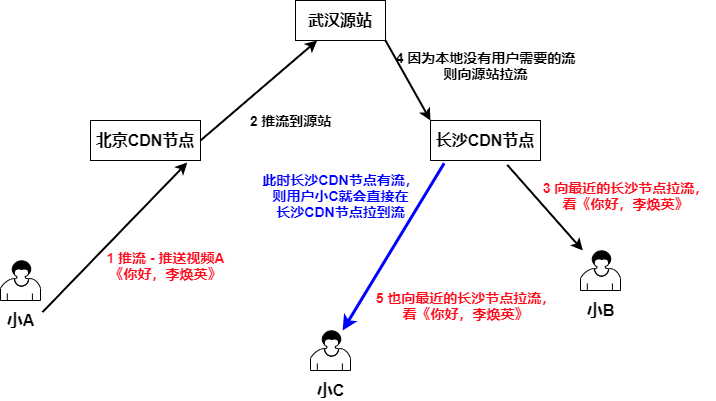 武汉源站
4 因为本地没有用户需要的流
则向源站拉流
2 推流到源站
北京CDN节点
长沙CDN节点
此时长沙CDN节点有流，
则用户小C就会直接在
长沙CDN节点拉到流
3 向最近的长沙节点拉流，
看《你好，李焕英》
1 推流 - 推送视频A
《你好，李焕英》
5 也向最近的长沙节点拉流，
看《你好，李焕英》
小A
小B
小C